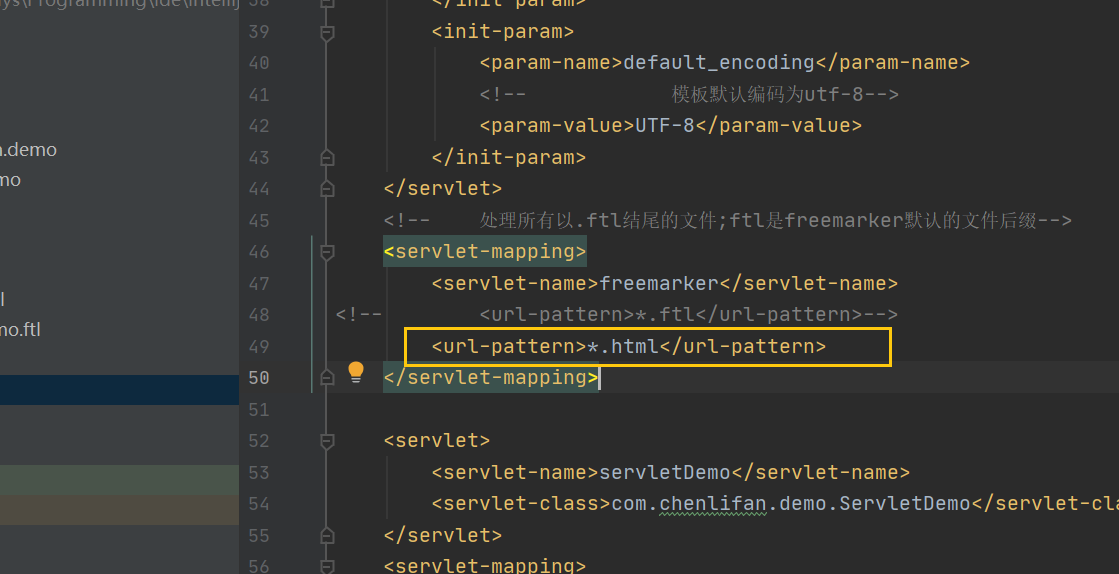 ys\Programming\ide\intellij
a.demo
mo
l
mo.ftl
38 </init-param>
39 <init-param>
40 <param-name>default_encoding</param-name>
41 <!-- 模板默认编码为utf-8-->
42 <param-value>UTF-8</param-value>
43 </init-param>
44 </servlet>
45 <!-- 处理所有以.ftl结尾的文件;ftl是freemarker默认的文件后缀-->
46 <servlet-mapping>
47 <servlet-name>freemarker</servlet-name>
48 <!-- <url-pattern>*.ftl</url-pattern>-->
49 <url-pattern>*.html</url-pattern>
50 </servlet-mapping>
51
52 <servlet>
53 <servlet-name>servletDemo</servlet-name>
54 <servlet-class>com.chenlifan.demo.ServletDemo</servlet-cla
55 </servlet>
56 <servlet-mapping>